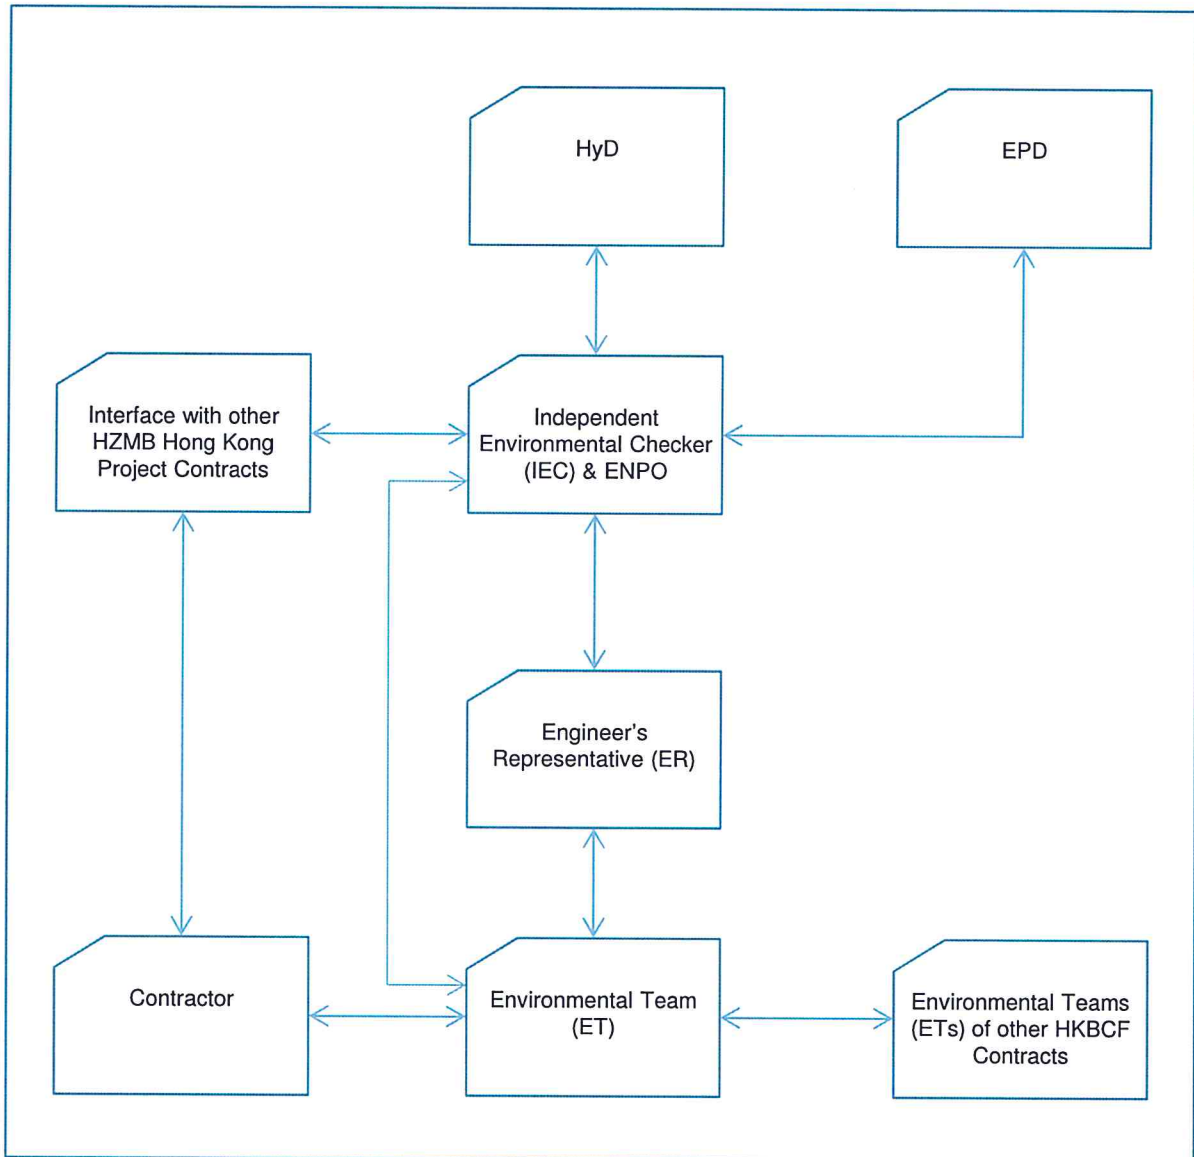 HyD
EPD
Interface with other
HZMB Hong Kong
Project Contracts
Independent
Environmental Checker
(IEC) & ENPO
Engineer's
Representative (ER)
Contractor
Environmental Team
(ET)
Environmental Teams
(ETs) of other HKBCF
Contracts